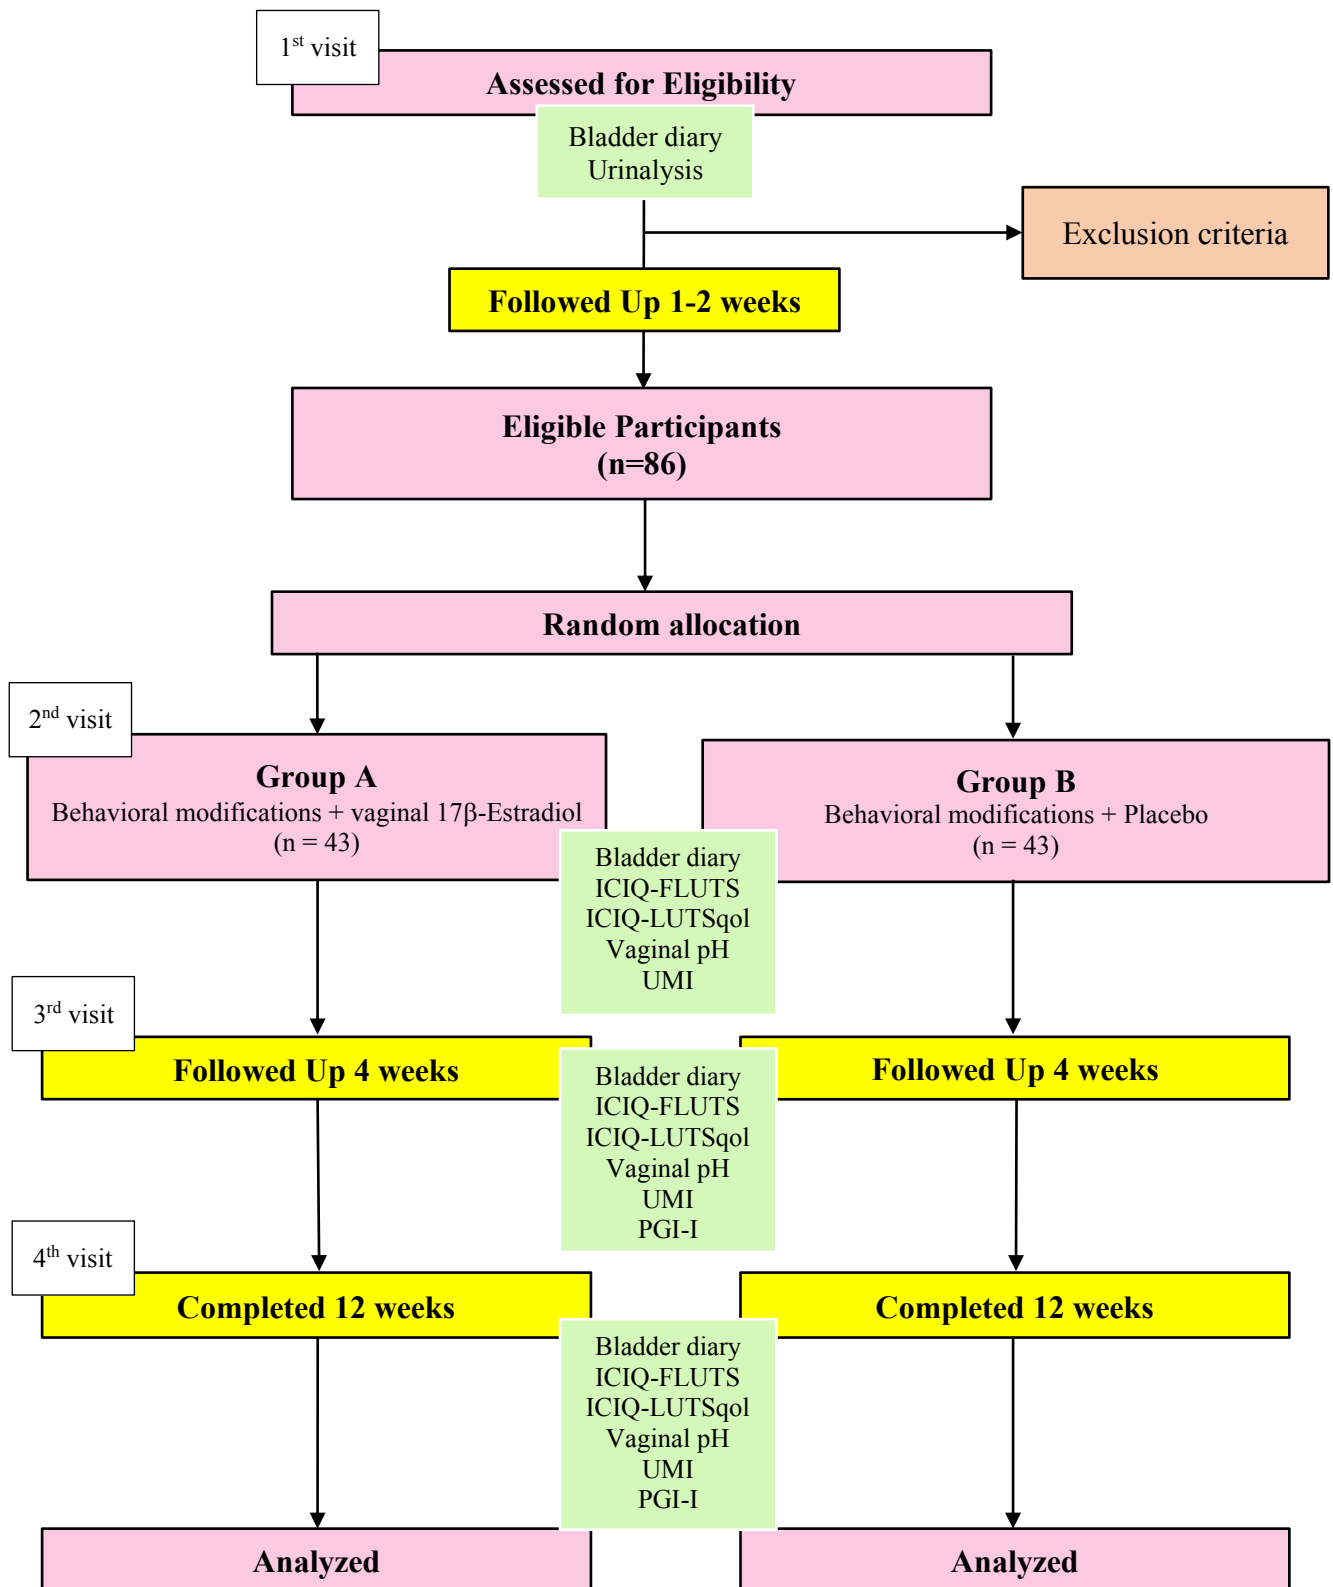 1st visit
Assessed for Eligibility
Bladder diary
Urinalysis
Exclusion criteria
Followed Up 1-2 weeks
Eligible Participants
(n=86)
Random allocation
2nd visit
Group A
Behavioral modifications + vaginal 17β-Estradiol
(n = 43)
Group B
Behavioral modifications + Placebo
(n = 43)
Bladder diary
ICIQ-FLUTS
ICIQ-LUTSqol
Vaginal pH
UMI
3rd visit
Followed Up 4 weeks
Followed Up 4 weeks
Bladder diary
ICIQ-FLUTS
ICIQ-LUTSqol
Vaginal pH
UMI
PGI-I
4th visit
Completed 12 weeks
Completed 12 weeks
Bladder diary
ICIQ-FLUTS
ICIQ-LUTSqol
Vaginal pH
UMI
PGI-I
Analyzed
Analyzed